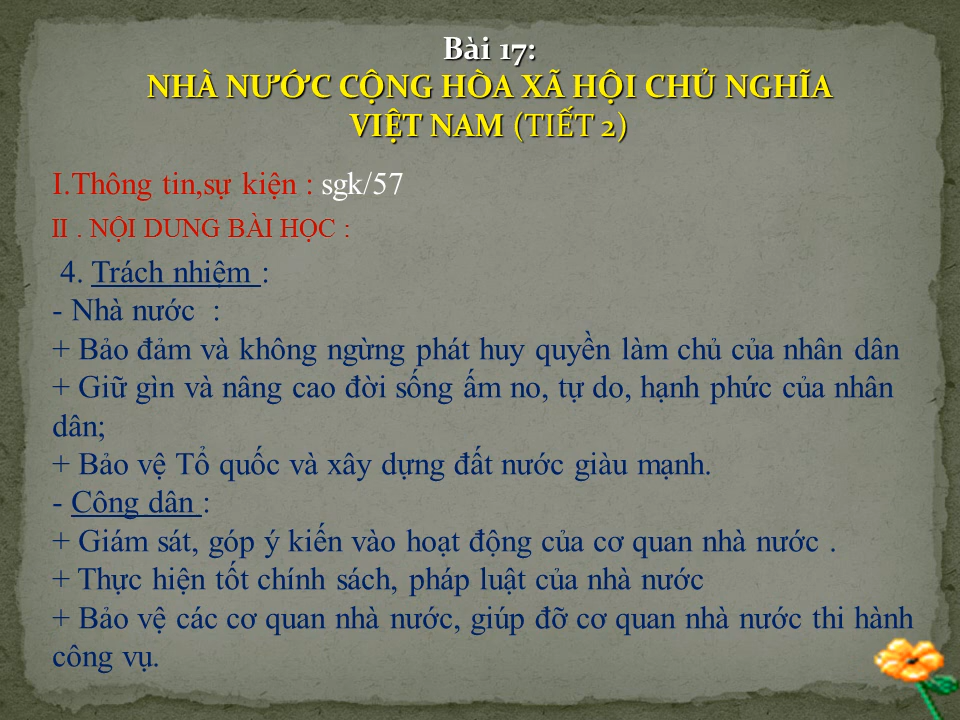 Bài 17:
NHÀ NƯỚC CỘNG HÒA XÃ HỘI CHỦ NGHĨA
VIỆT NAM (TIẾT 2)
I.Thông tin,sự kiện : sgk/57
II . NỘI DUNG BÀI HỌC :
4. Trách nhiệm :
- Nhà nước :
+ Bảo đảm và không ngừng phát huy quyền làm chủ của nhân dân
+ Giữ gìn và nâng cao đời sống ấm no, tự do, hạnh phức của nhân
dân;
+ Bảo vệ Tổ quốc và xây dựng đất nước giàu mạnh.
- Công dân :
+ Giám sát, góp ý kiến vào hoạt động của cơ quan nhà nước .
+ Thực hiện tốt chính sách, pháp luật của nhà nước
+ Bảo vệ các cơ quan nhà nước, giúp đỡ cơ quan nhà nước thi hành
công vụ.